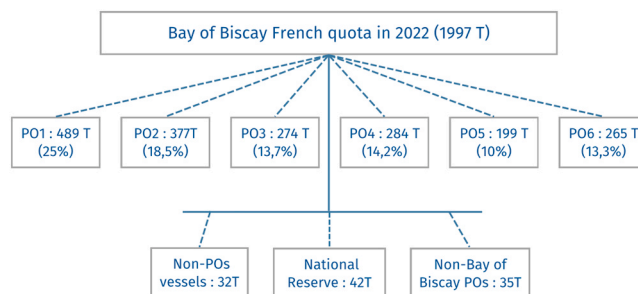 Bay of Biscay French quota in 2022 (1997 T)
PO1 : 489 T
(25%)
PO2 : 377T
(18,5%)
PO3 : 274 T
(13,7%)
PO4 : 284 T
(14,2%)
PO5 : 199 T
(10%)
PO6 : 265 T
(13,3%)
Non-POs
vessels : 32T
National
Reserve : 42T
Non-Bay of
Biscay POs : 35T